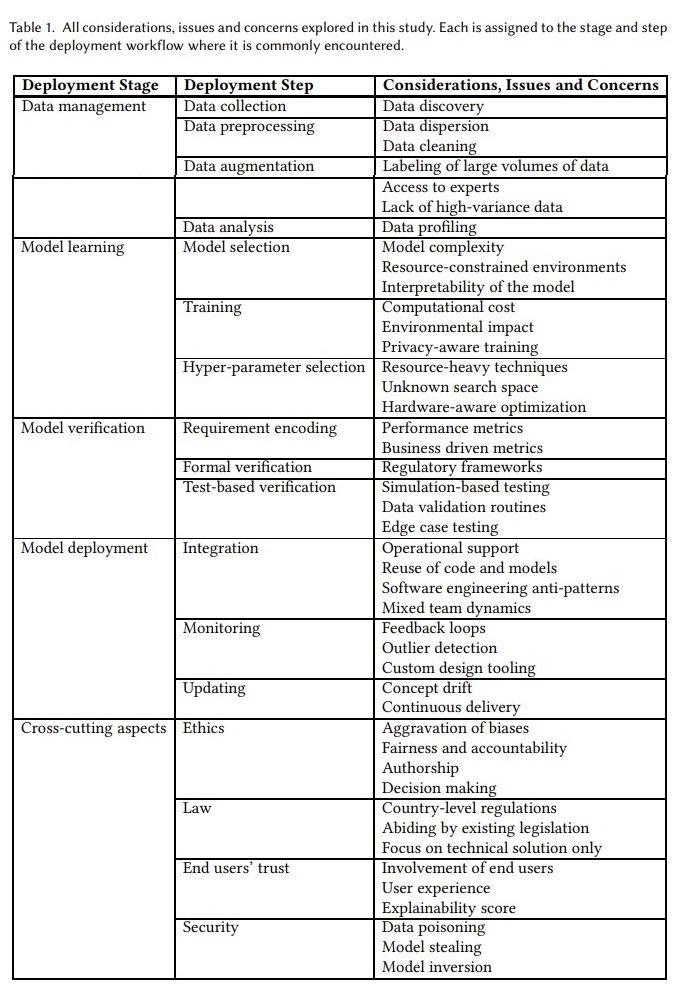 Table 1. All considerations, issues and concerns explored in this study. Each is assigned to the stage and step
of the deployment workflow where it is commonly encountered.
Deployment Stage Deployment Step Considerations, Issues and Concerns
Data management Data collection Data discovery
Data preprocessing Data dispersion
Data cleaning
Data augmentation Labeling of large volumes of data
Access to experts
Lack of high-variance data
Data analysis Data profiling
Model learning Model selection Model complexity
Resource-constrained environments
Interpretability of the model
Training Computational cost
Environmental impact
Privacy-aware training
Hyper-parameter selection Resource-heavy techniques
Unknown search space
Hardware-aware optimization
Model verification Requirement encoding Performance metrics
Business driven metrics
Formal verification Regulatory frameworks
Test-based verification Simulation-based testing
Data validation routines
Edge case testing
Model deployment Integration Operational support
Reuse of code and models
Software engineering anti-patterns
Mixed team dynamics
Monitoring Feedback loops
Outlier detection
Custom design tooling
Updating Concept drift
Continuous delivery
Cross-cutting aspects Ethics Aggravation of biases
Fairness and accountability
Authorship
Decision making
Law Country-level regulations
Abiding by existing legislation
Focus on technical solution only
End users' trust Involvement of end users
User experience
Explainability score
Security Data poisoning
Model stealing
Model inversion